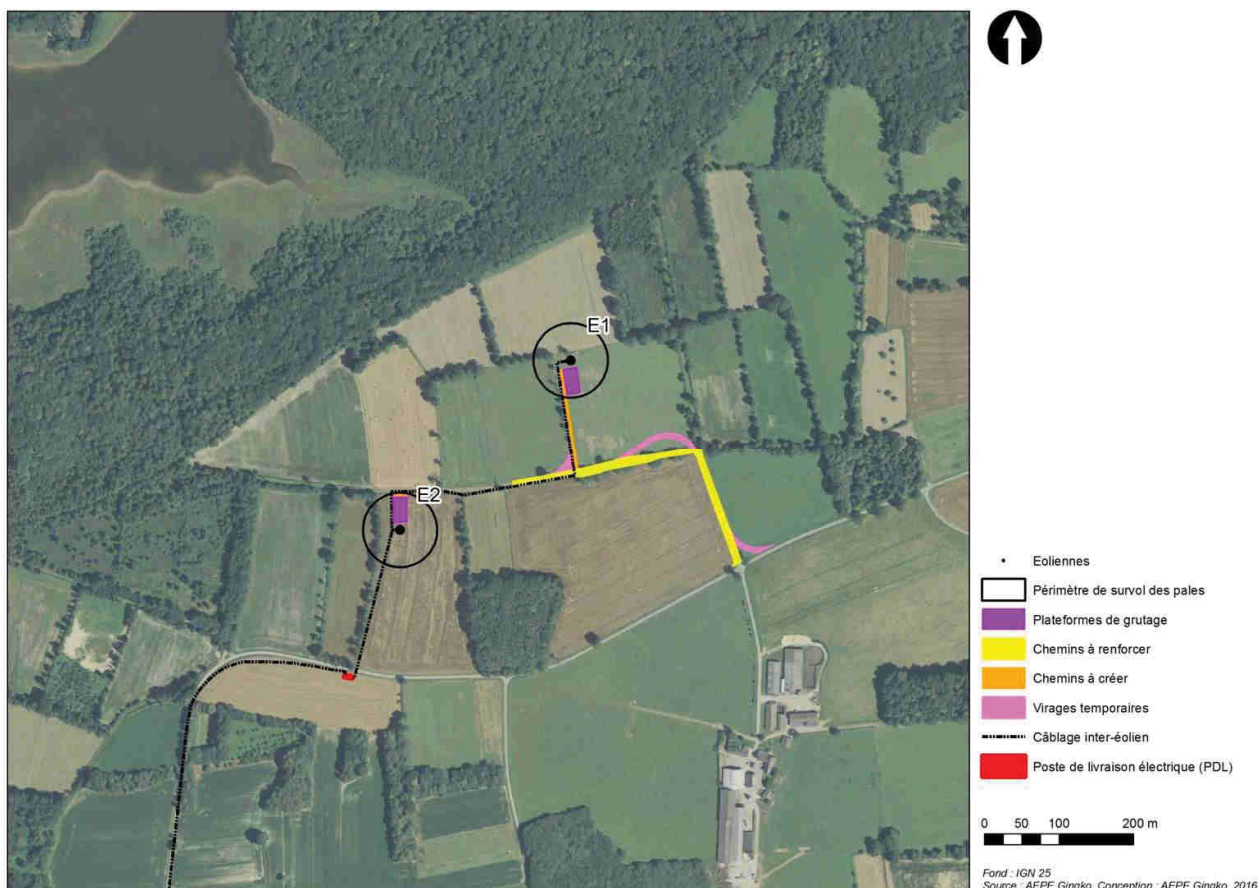 E1
E2
Eoliennes
Périmètre de survol des pales
Plateformes de grutage
Chemins à renforcer
Chemins à créer
Virages temporaires
Câblage inter-éolien
Poste de livraison électrique (PDL)
0 50 100 200 m
Fond : IGN 25
Source : AEPE Gingko, Conception : AEPE Gingko, 2016